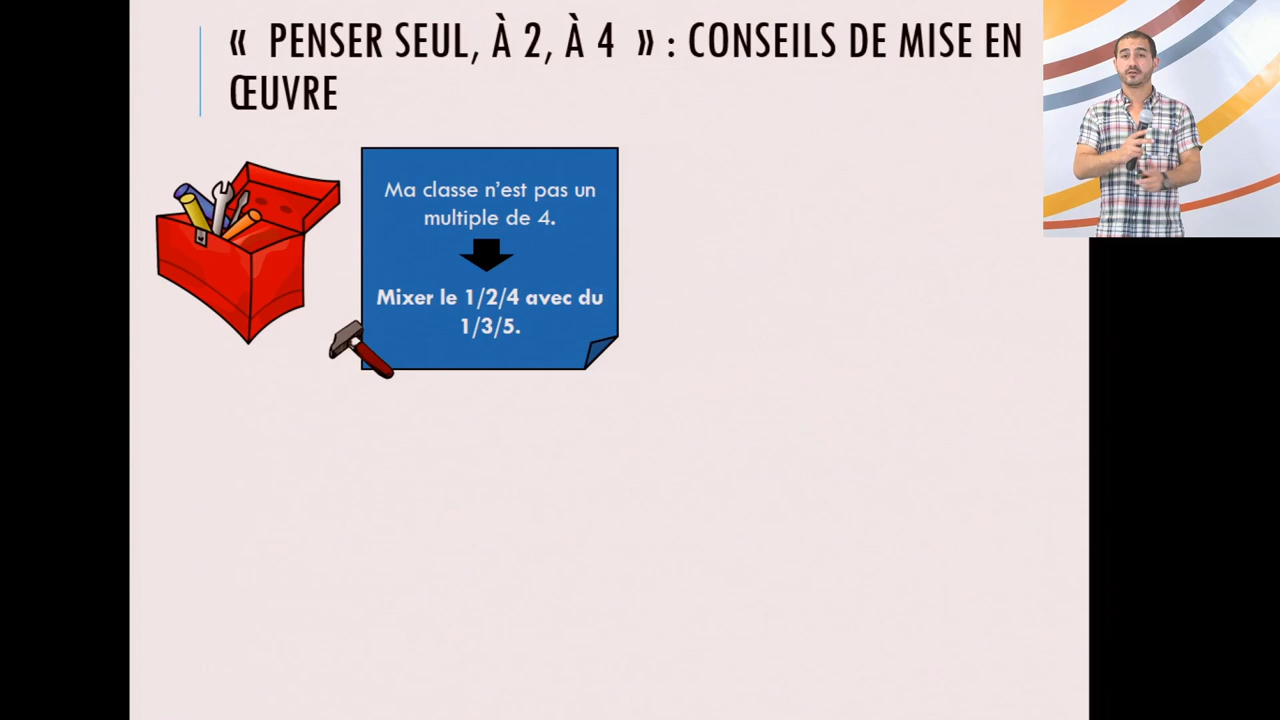 « PENSER SEUL, À 2, À 4 » : CONSEILS DE MISE EN
ŒUVRE
Ma classe n’est pas un
multiple de 4.
Mixer le 1/2/4 avec du
1/3/5.